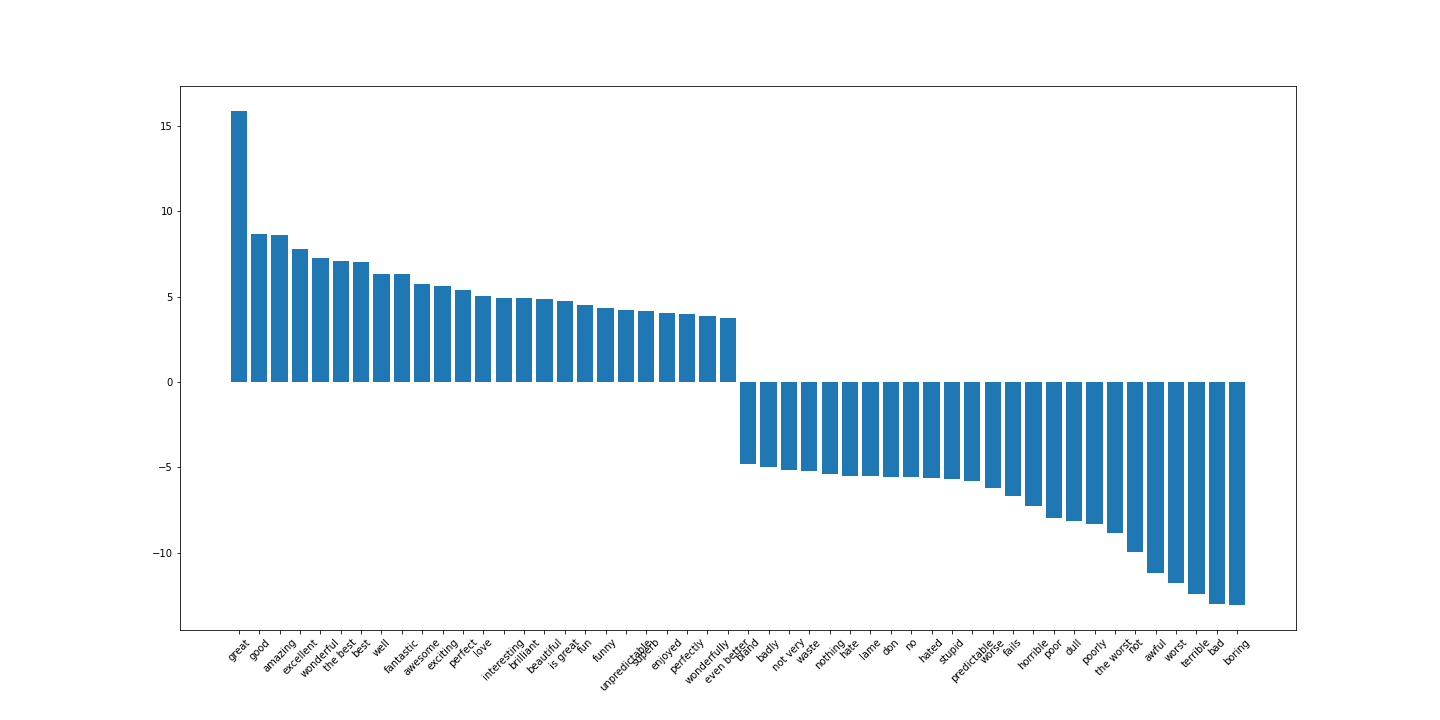 15
10
5
0
−5
−10
great
good
amazing
excellent
wonderful
the best
best
well
fantastic
awesome
exciting
perfect
love
interesting
brilliant
beautiful
is great
fun
funny
unpredictable
superb
enjoyed
perfectly
wonderfully
even better
bland
badly
not very
waste
nothing
hate
lame
don
no
hated
stupid
predictable
worse
fails
horrible
poor
dull
poorly
the worst
not
awful
worst
terrible
bad
boring